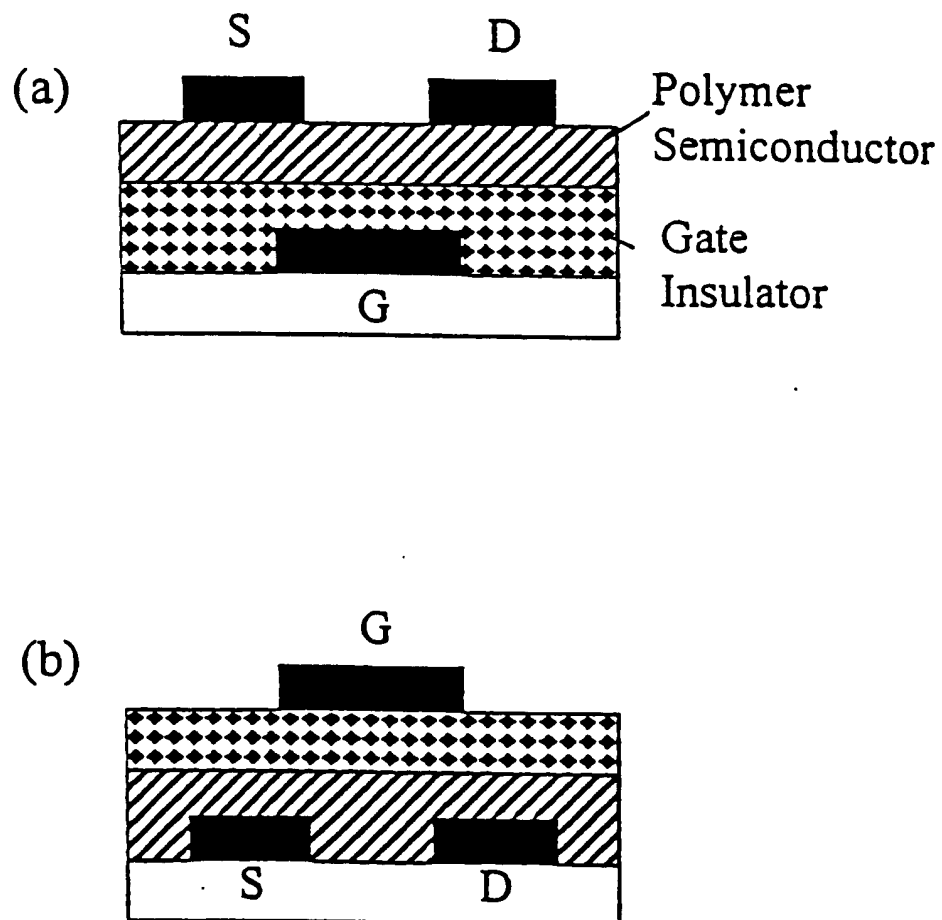 S D
(a)
Polymer
Semiconductor
Gate
Insulator
G
G
(b)
S D